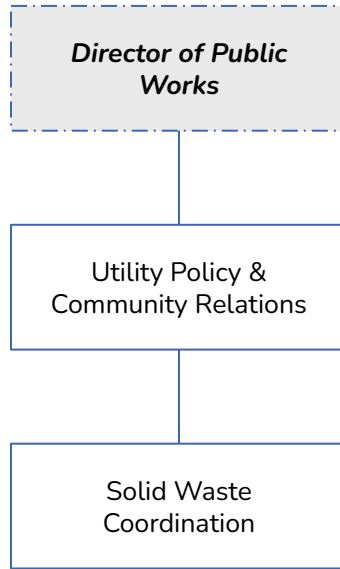 Director of Public
Works
Utility Policy &
Community Relations
Solid Waste
Coordination